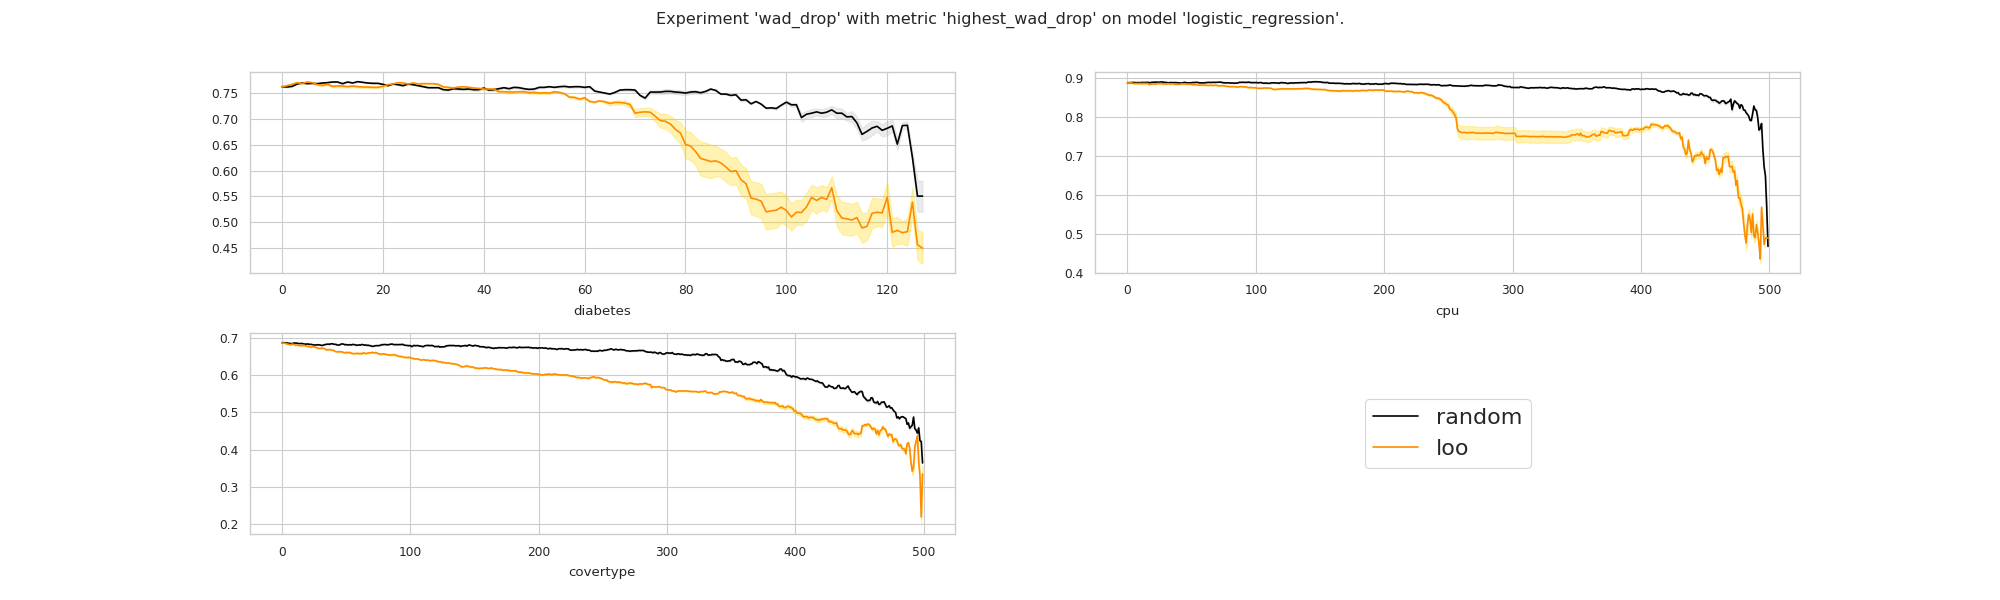 Experiment 'wad_drop' with metric 'highest_wad_drop' on model 'logistic_regression'.
0.75
0.70
0.65
0.60
0.55
0.50
0.45
0 20 40 60 80 100 120
diabetes
0.9
0.8
0.7
0.6
0.5
0.4
0 100 200 300 400 500
cpu
0.7
0.6
0.5
0.4
0.3
0.2
0 100 200 300 400 500
covertype
random
loo